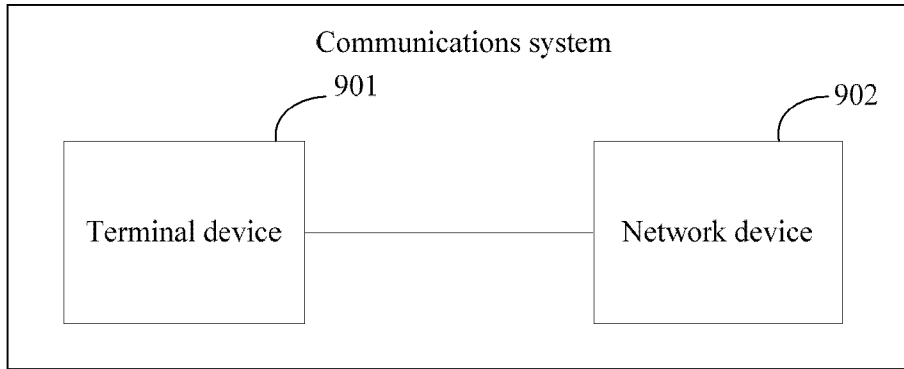 Communications system
901
902
Terminal device
Network device